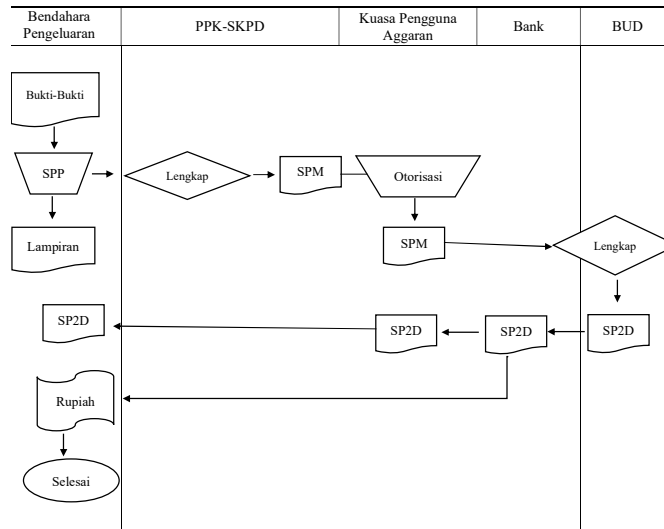 Bendahara
Pengeluaran
PPK-SKPD
Kuasa Pengguna
Aggaran
Bank
BUD
Bukti-Bukti
SPP
Lengkap
SPM
Otorisasi
Lampiran
SPM
Lengkap
SP2D
SP2D
SP2D
SP2D
Rupiah
Selesai